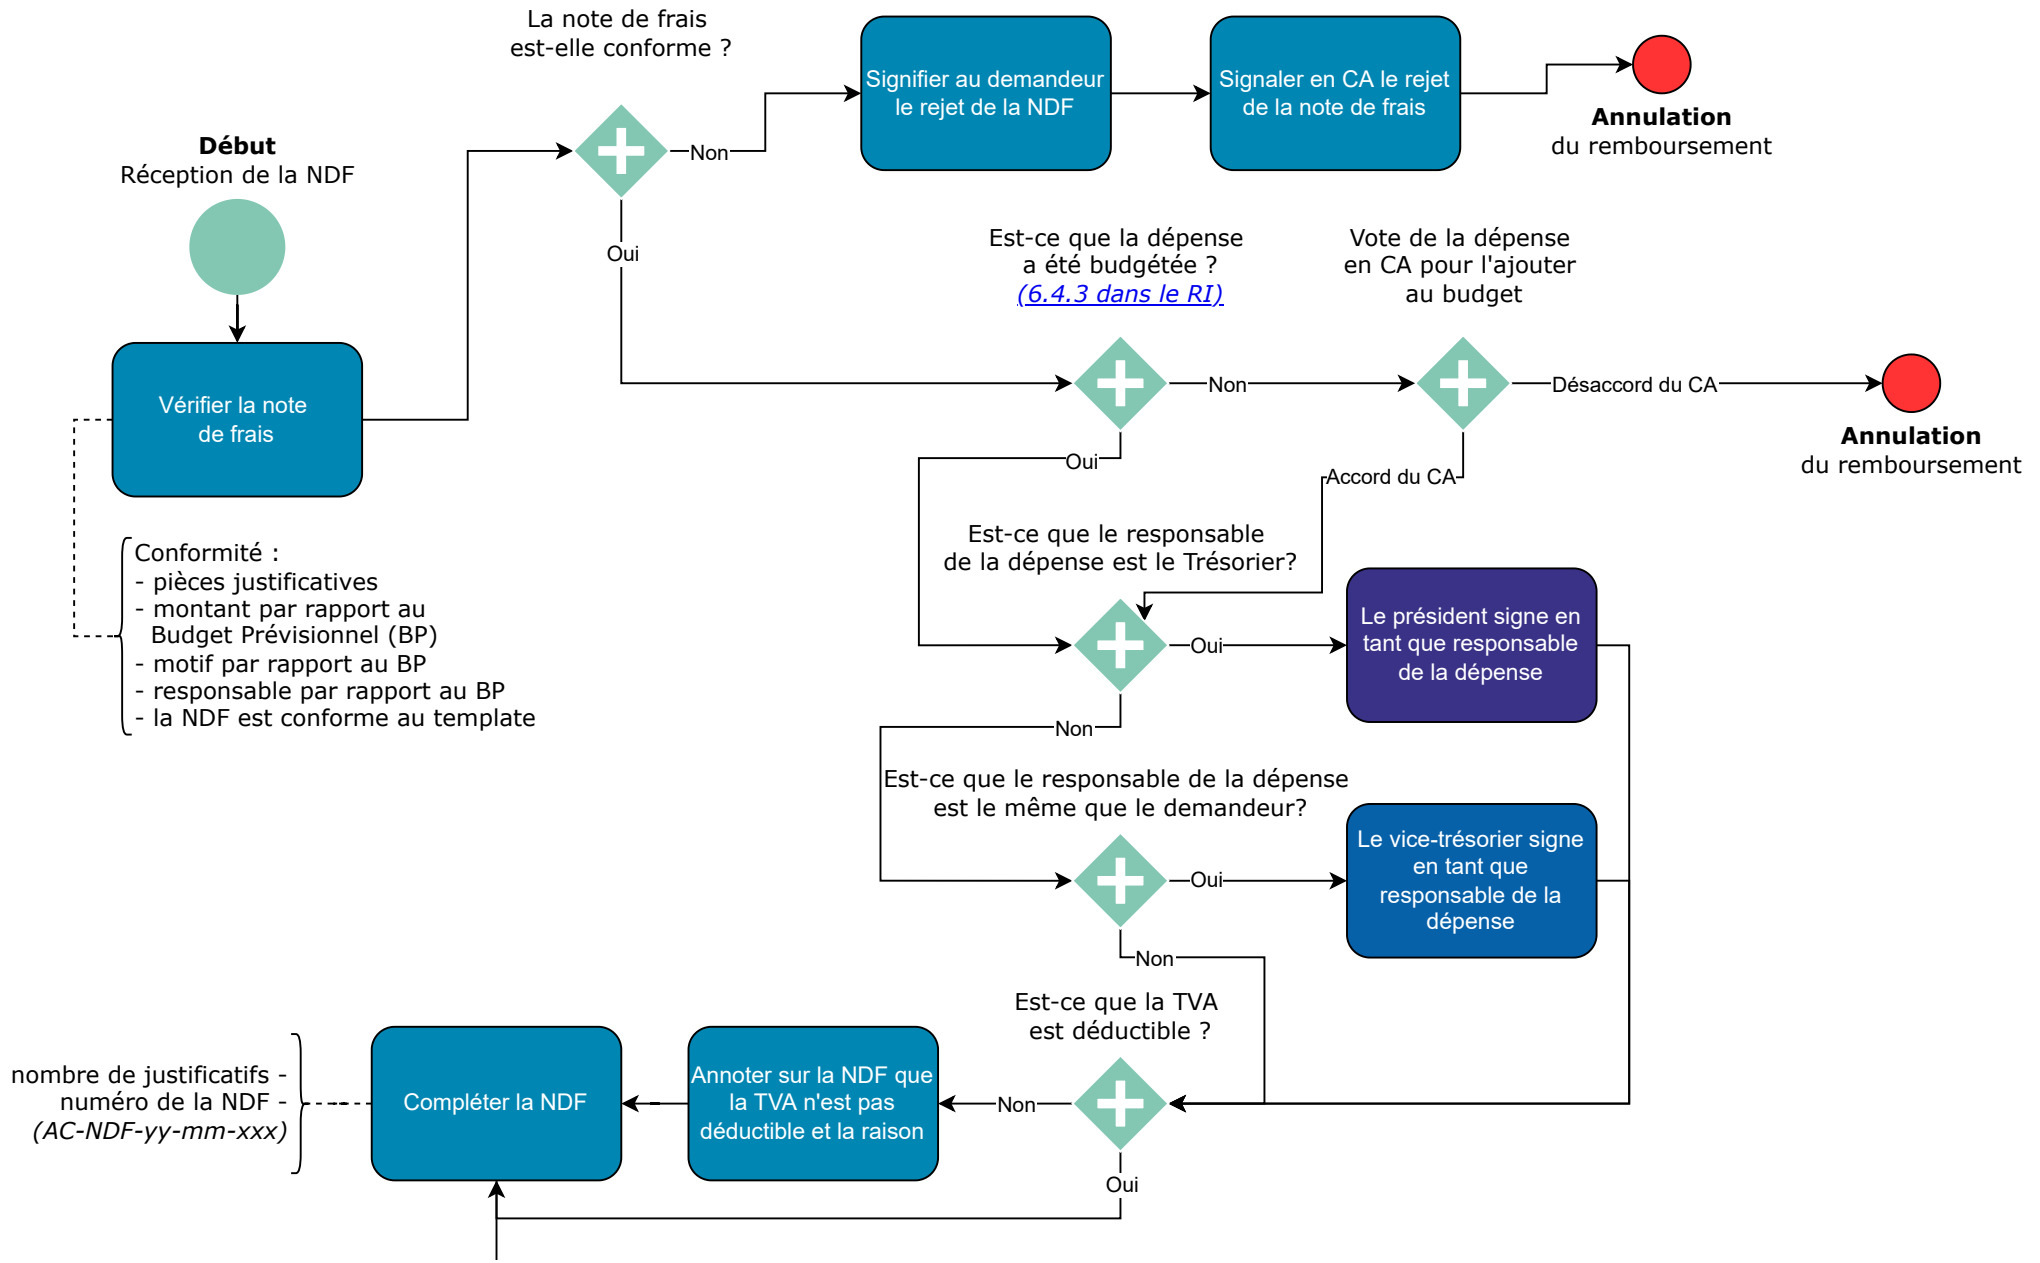 La note de frais
est-elle conforme ?
Signifier au demandeur
le rejet de la NDF
Signaler en CA le rejet
de la note de frais
Annulation
du remboursement
Début
Réception de la NDF
Non
Oui
Vérifier la note
de frais
Conformité :
- pièces justificatives
- montant par rapport au
Budget Prévisionnel (BP)
- motif par rapport au BP
- responsable par rapport au BP
- la NDF est conforme au template
Est-ce que la dépense
a été budgétée ?
(6.4.3 dans le RI)
Vote de la dépense
en CA pour l'ajouter
au budget
Non
Désaccord du CA
Annulation
du remboursement
Oui
Accord du CA
Est-ce que le responsable
de la dépense est le Trésorier?
Oui
Le président signe en
tant que responsable
de la dépense
Non
Est-ce que le responsable de la dépense
est le même que le demandeur?
Oui
Le vice-trésorier signe
en tant que
responsable de la
dépense
Non
Est-ce que la TVA
est déductible ?
Non
Annoter sur la NDF que
la TVA n'est pas
déductible et la raison
Compléter la NDF
nombre de justificatifs -
numéro de la NDF -
(AC-NDF-yy-mm-xxx)
Oui